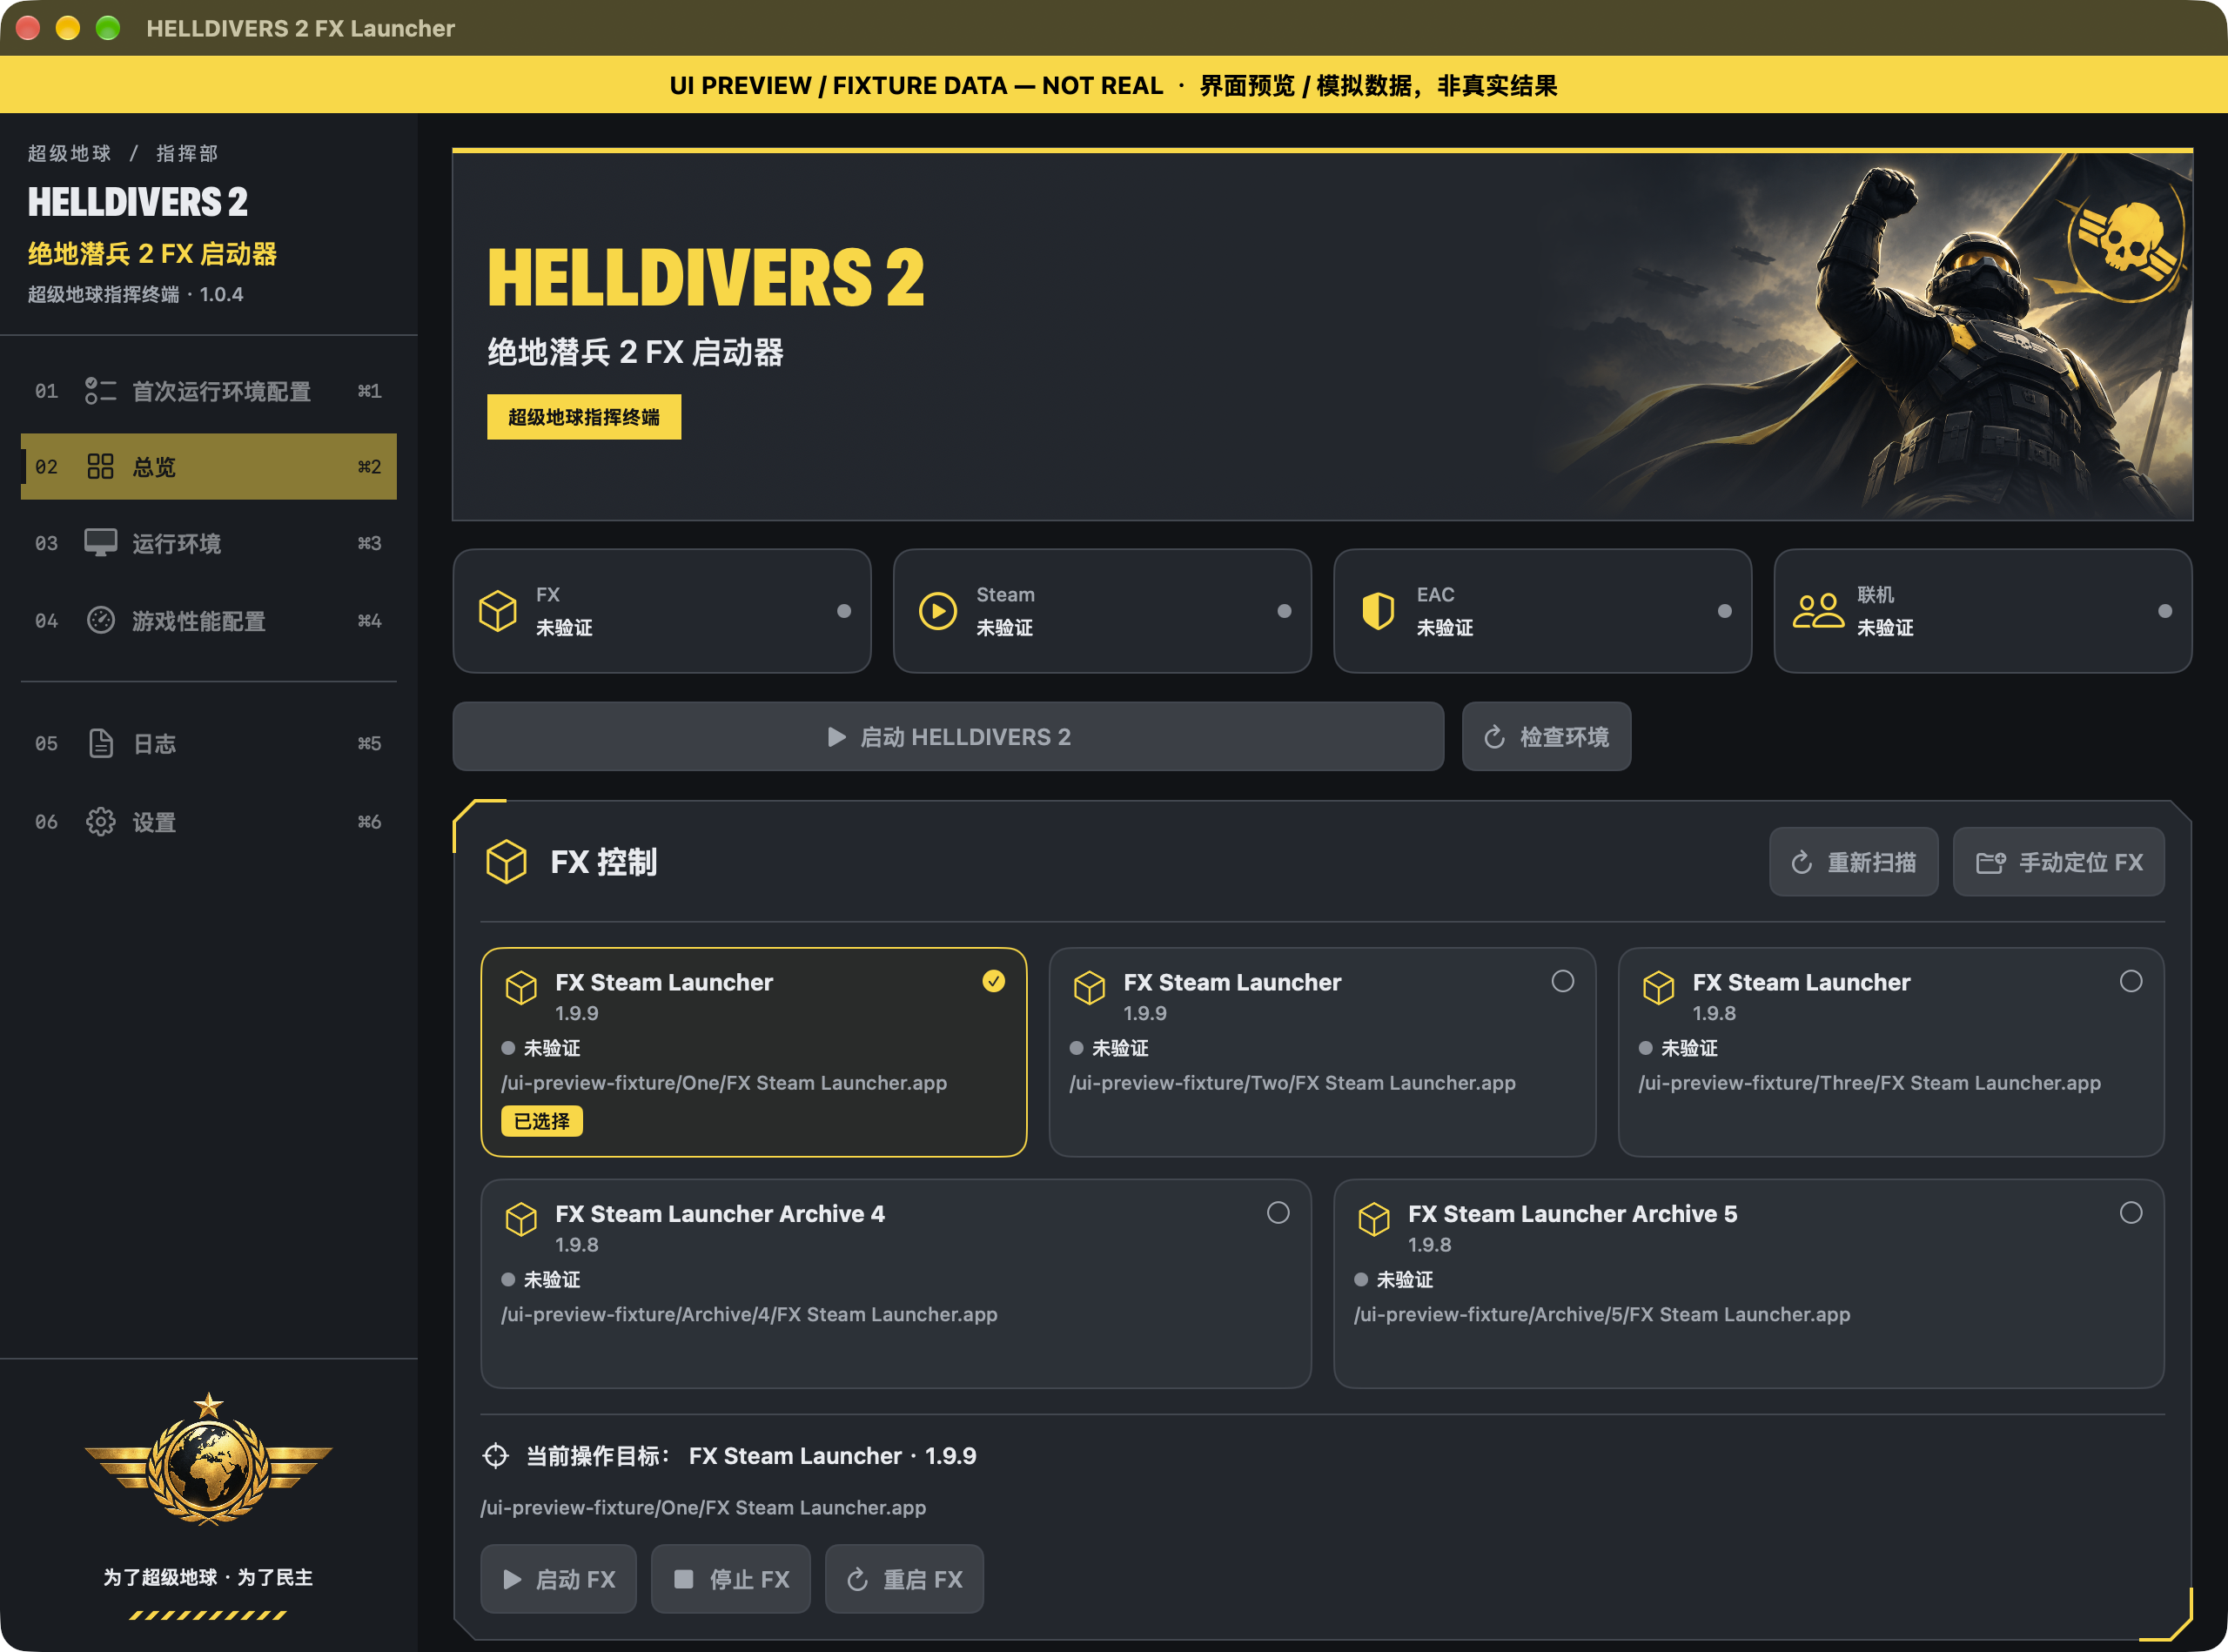 HELLDIVERS 2 FX Launcher
UI PREVIEW / FIXTURE DATA — NOT REAL · 界面预览 / 模拟数据，非真实结果
超级地球 / 指挥部
HELLDIVERS 2
绝地潜兵 2 FX 启动器
超级地球指挥终端 · 1.0.4
01 首次运行环境配置 ⌘1
02 总览 ⌘2
03 运行环境 ⌘3
04 游戏性能配置 ⌘4
05 日志 ⌘5
06 设置 ⌘6
为了超级地球 · 为了民主
HELLDIVERS 2
绝地潜兵 2 FX 启动器
超级地球指挥终端
FX
未验证
Steam
未验证
EAC
未验证
联机
未验证
启动 HELLDIVERS 2
检查环境
FX 控制
重新扫描
手动定位 FX
FX Steam Launcher
1.9.9
未验证
/ui-preview-fixture/One/FX Steam Launcher.app
已选择
FX Steam Launcher
1.9.9
未验证
/ui-preview-fixture/Two/FX Steam Launcher.app
FX Steam Launcher
1.9.8
未验证
/ui-preview-fixture/Three/FX Steam Launcher.app
FX Steam Launcher Archive 4
1.9.8
未验证
/ui-preview-fixture/Archive/4/FX Steam Launcher.app
FX Steam Launcher Archive 5
1.9.8
未验证
/ui-preview-fixture/Archive/5/FX Steam Launcher.app
当前操作目标： FX Steam Launcher · 1.9.9
/ui-preview-fixture/One/FX Steam Launcher.app
启动 FX
停止 FX
重启 FX